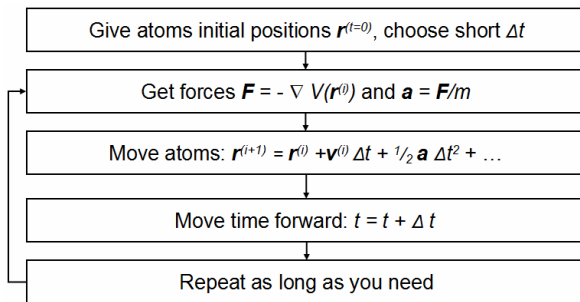 Give atoms initial positions r(t=0), choose short Δt
Get forces F = - ∇ V(r(i)) and a = F/m
Move atoms: r(i+1) = r(i) +v(i) Δt + 1/2 a Δt2 + ...
Move time forward: t = t + Δ t
Repeat as long as you need